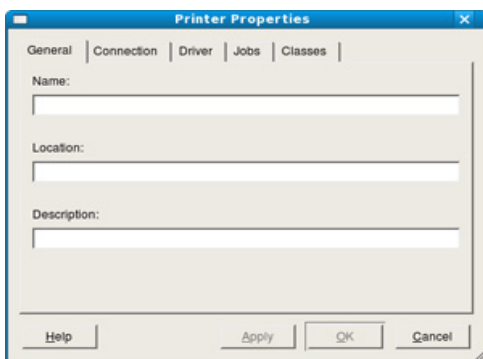 Printer Properties
General Connection Driver Jobs Classes
Name:
Location:
Description:
Help Apply OK Cancel